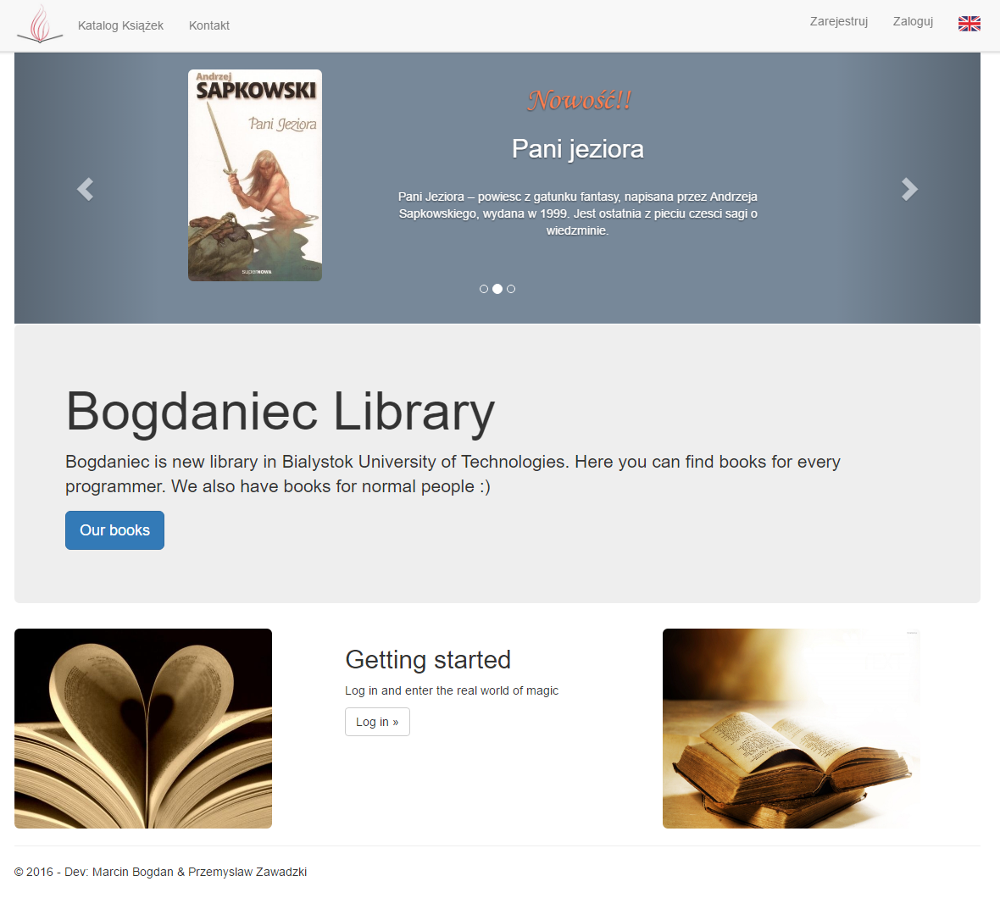 Katalog Książek
Kontakt
Zarejestruj
Zaloguj
Andrzej
SAPKOWSKI
Pani Jeziora
superNOWA
Nowość!!
Pani jeziora
Pani Jeziora – powiesc z gatunku fantasy, napisana przez Andrzeja
Sapkowskiego, wydana w 1999. Jest ostatnia z pieciu czesci sagi o
wiedzminie.
Bogdaniec Library
Bogdaniec is new library in Bialystok University of Technologies. Here you can find books for every
programmer. We also have books for normal people :)
Our books
Getting started
Log in and enter the real world of magic
Log in »
© 2016 - Dev: Marcin Bogdan & Przemyslaw Zawadzki